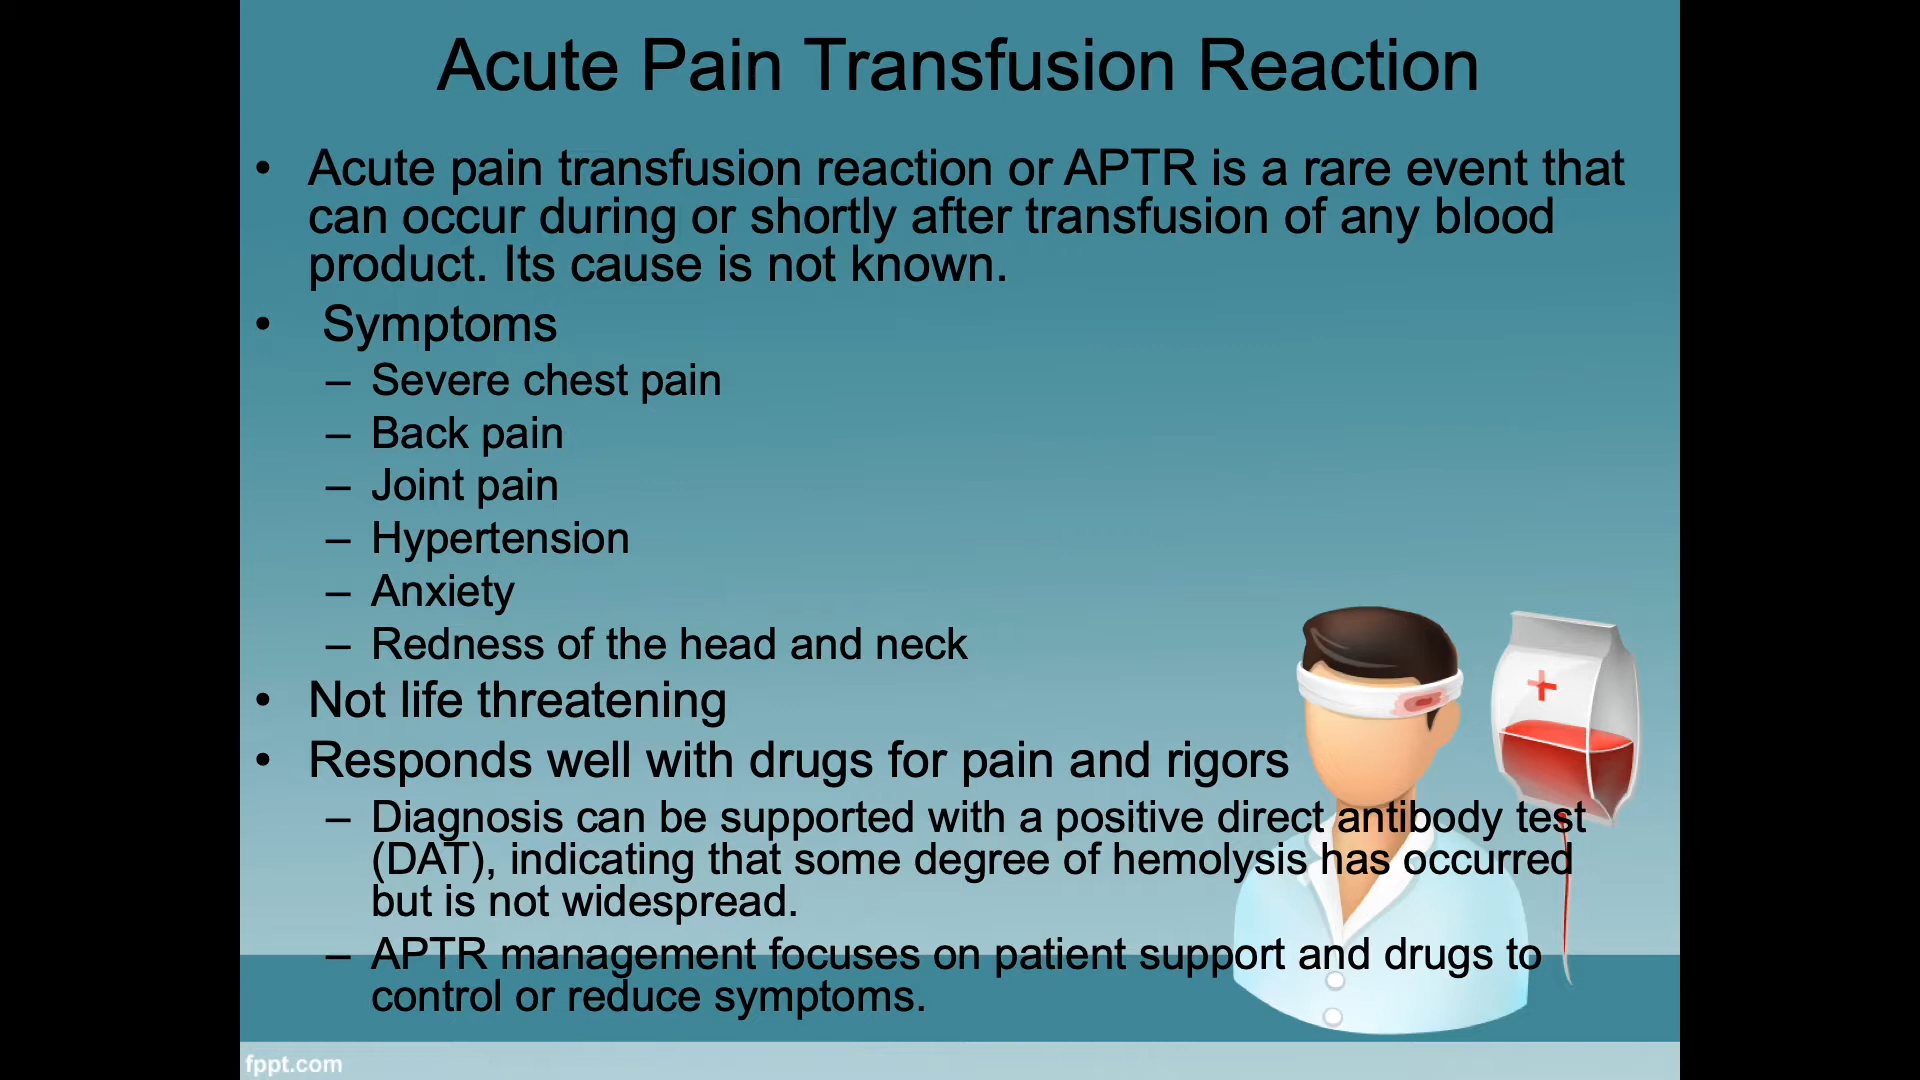 Acute Pain Transfusion Reaction
• Acute pain transfusion reaction or APTR is a rare event that
can occur during or shortly after transfusion of any blood
product. Its cause is not known.
• Symptoms
– Severe chest pain
– Back pain
– Joint pain
– Hypertension
– Anxiety
– Redness of the head and neck
• Not life threatening
• Responds well with drugs for pain and rigors
– Diagnosis can be supported with a positive direct antibody test
(DAT), indicating that some degree of hemolysis has occurred
but is not widespread.
– APTR management focuses on patient support and drugs to
control or reduce symptoms.
fppt.com